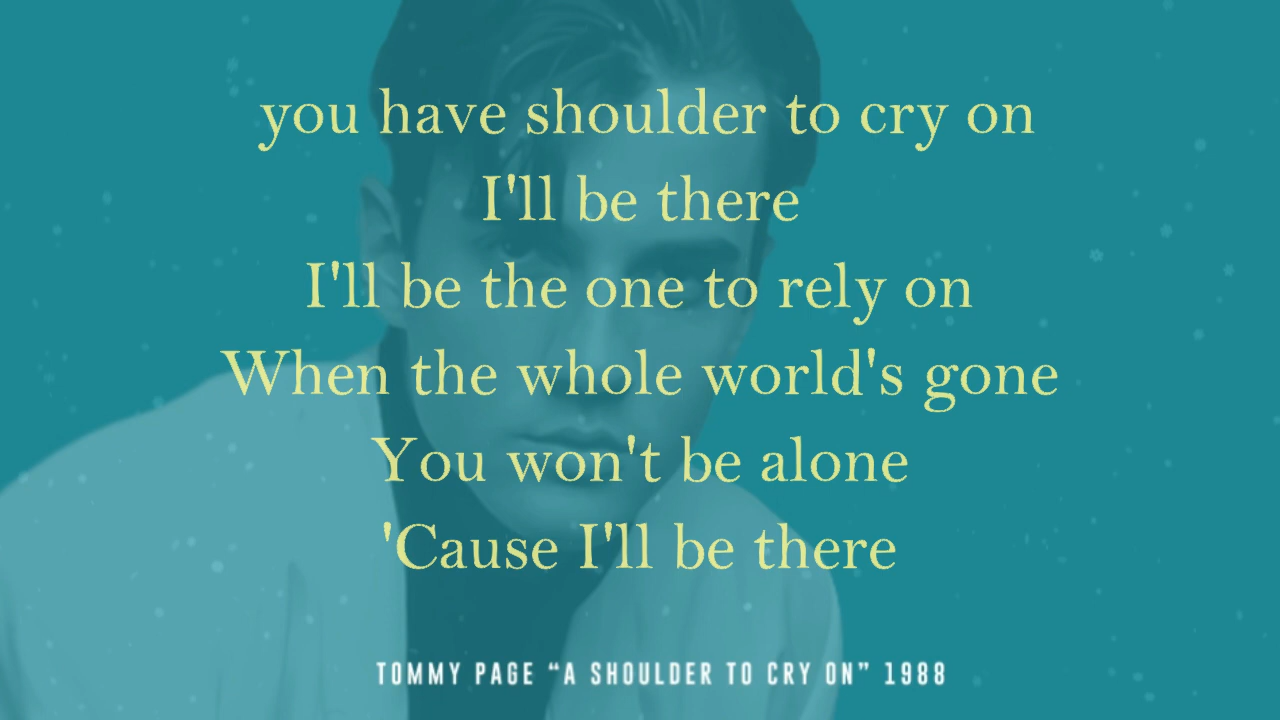 you have shoulder to cry on
I'll be there
I'll be the one to rely on
When the whole world's gone
You won't be alone
'Cause I'll be there
TOMMY PAGE “A SHOULDER TO CRY ON” 1988